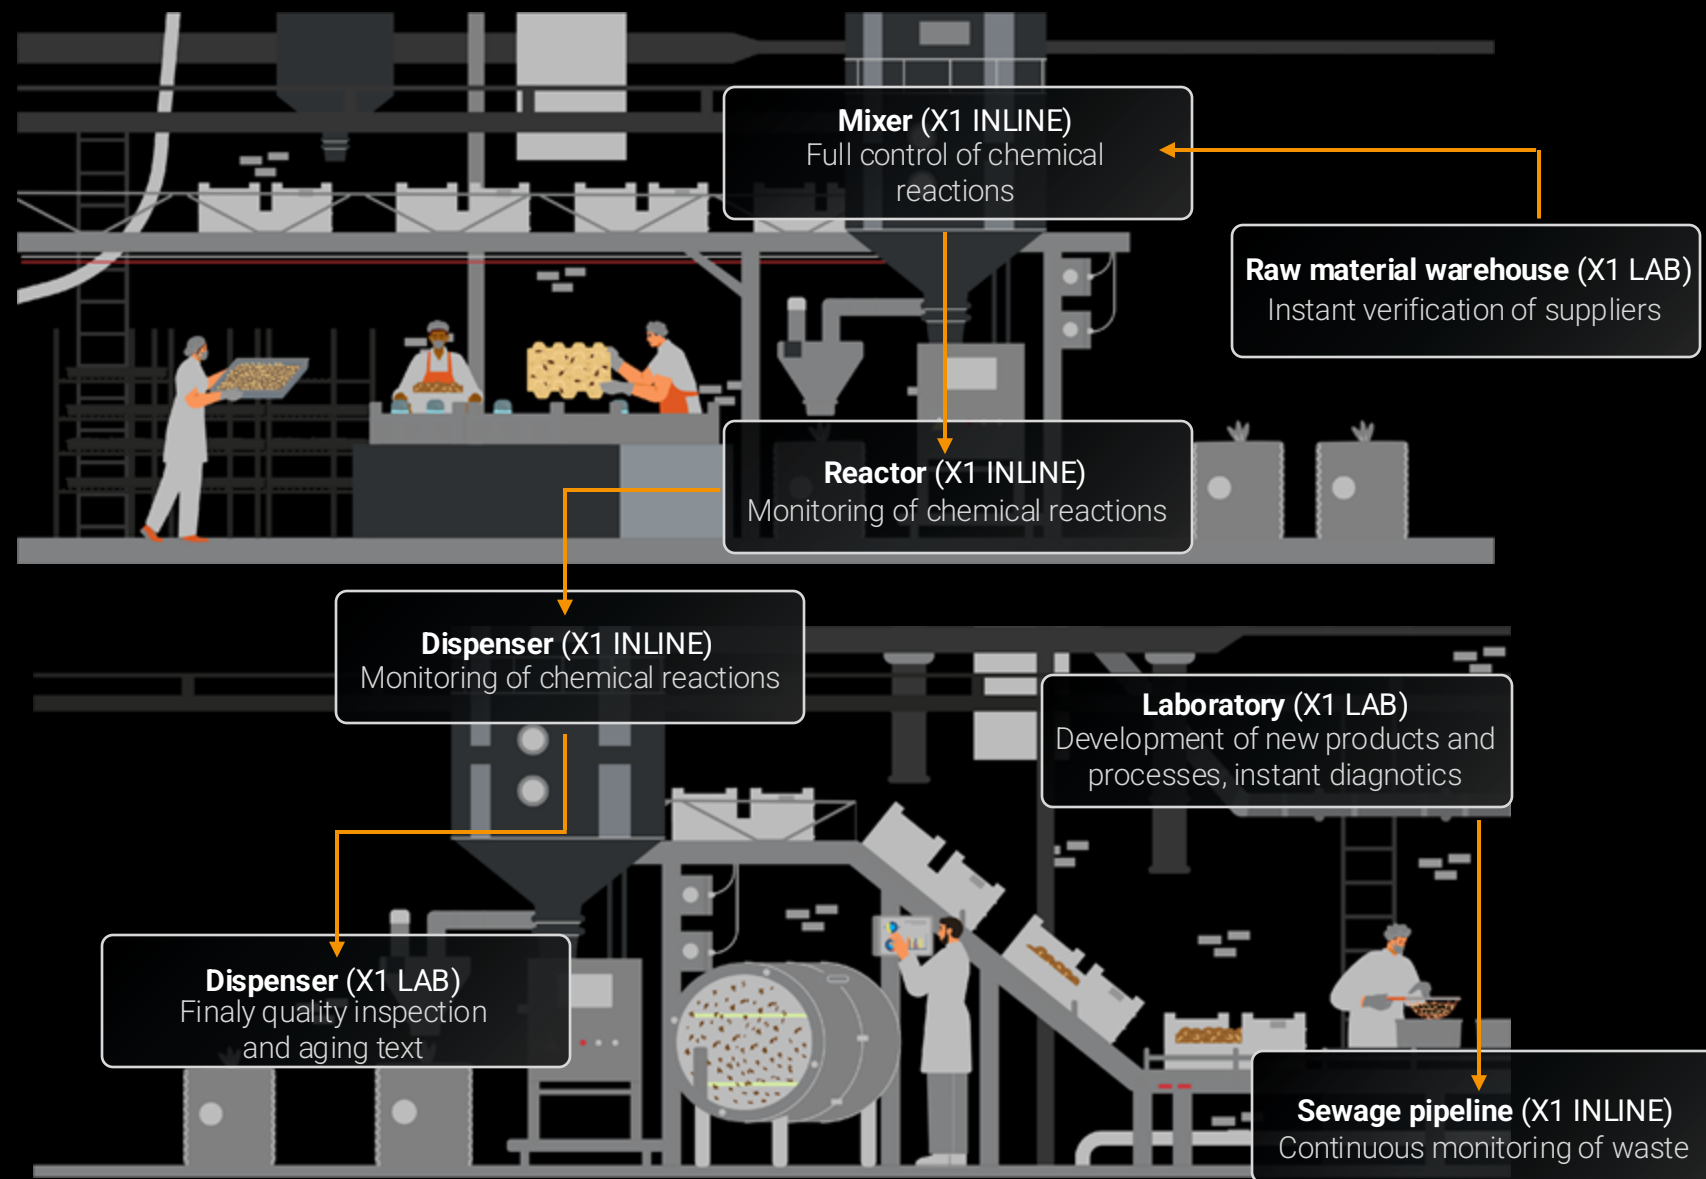 Mixer (X1 INLINE)
Full control of chemical
reactions
Raw material warehouse (X1 LAB)
Instant verification of suppliers
Reactor (X1 INLINE)
Monitoring of chemical reactions
Dispenser (X1 INLINE)
Monitoring of chemical reactions
Laboratory (X1 LAB)
Development of new products and
processes, instant diagnotics
Dispenser (X1 LAB)
Finaly quality inspection
and aging text
Sewage pipeline (X1 INLINE)
Continuous monitoring of waste